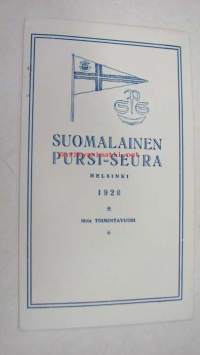 SUOMALAINEN
PURSI-SEURA
HELSINKI
1926
TOIMINTAVUOSI